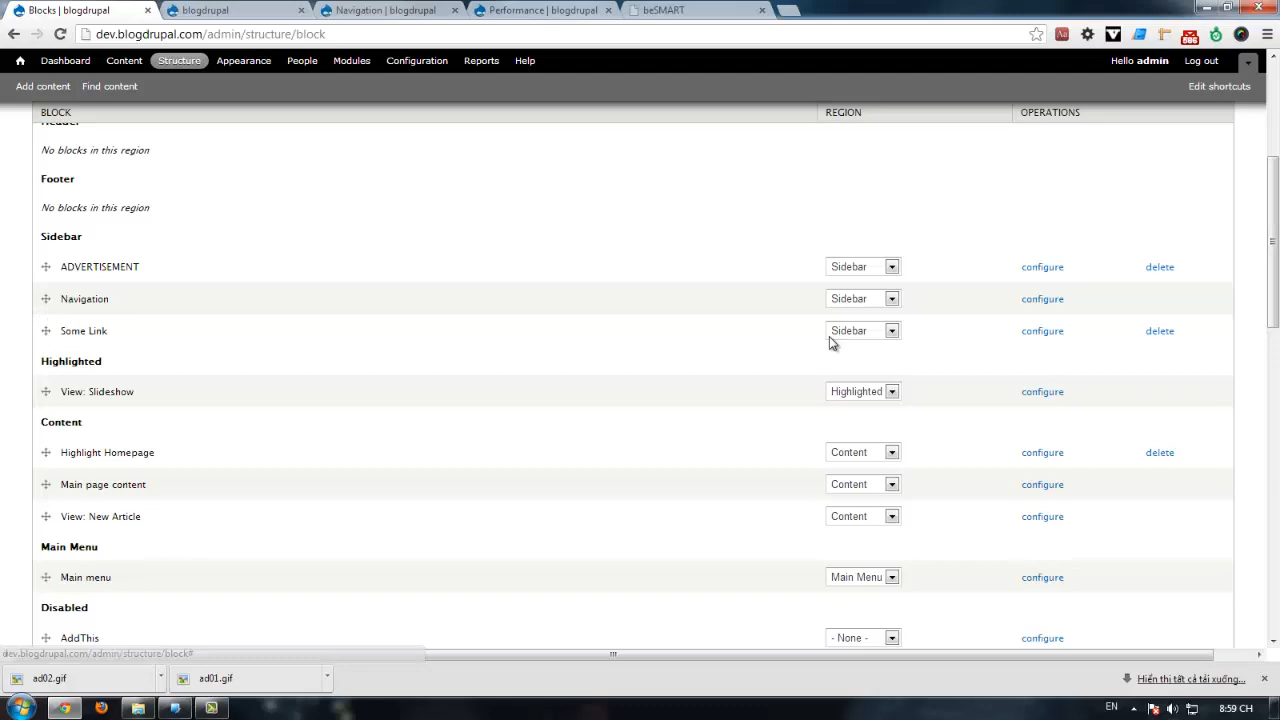 Blocks | blogdrupal
blogdrupal
Navigation | blogdrupal
Performance | blogdrupal
beSMART
dev.blogdrupal.com/admin/structure/block
586
Dashboard Content Structure Appearance People Modules Configuration Reports Help
Hello admin Log out
Add content Find content
Edit shortcuts
BLOCK REGION OPERATIONS
Header
No blocks in this region
Footer
No blocks in this region
Sidebar
ADVERTISEMENT Sidebar configure delete
Navigation Sidebar configure
Some Link Sidebar configure delete
Highlighted
View: Slideshow Highlighted configure
Content
Highlight Homepage Content configure delete
Main page content Content configure
View: New Article Content configure
Main Menu
Main menu Main Menu configure
Disabled
AddThis - None - configure
dev.blogdrupal.com/admin/structure/block#
ad02.gif
ad01.gif
Hiển thị tất cả tải xuống...
EN
8:59 CH